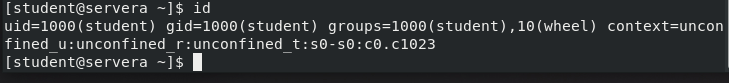 [student@servera ~]$ id
uid=1000(student) gid=1000(student) groups=1000(student),10(wheel) context=uncon
fined_u:unconfined_r:unconfined_t:s0-s0:c0.c1023
[student@servera ~]$